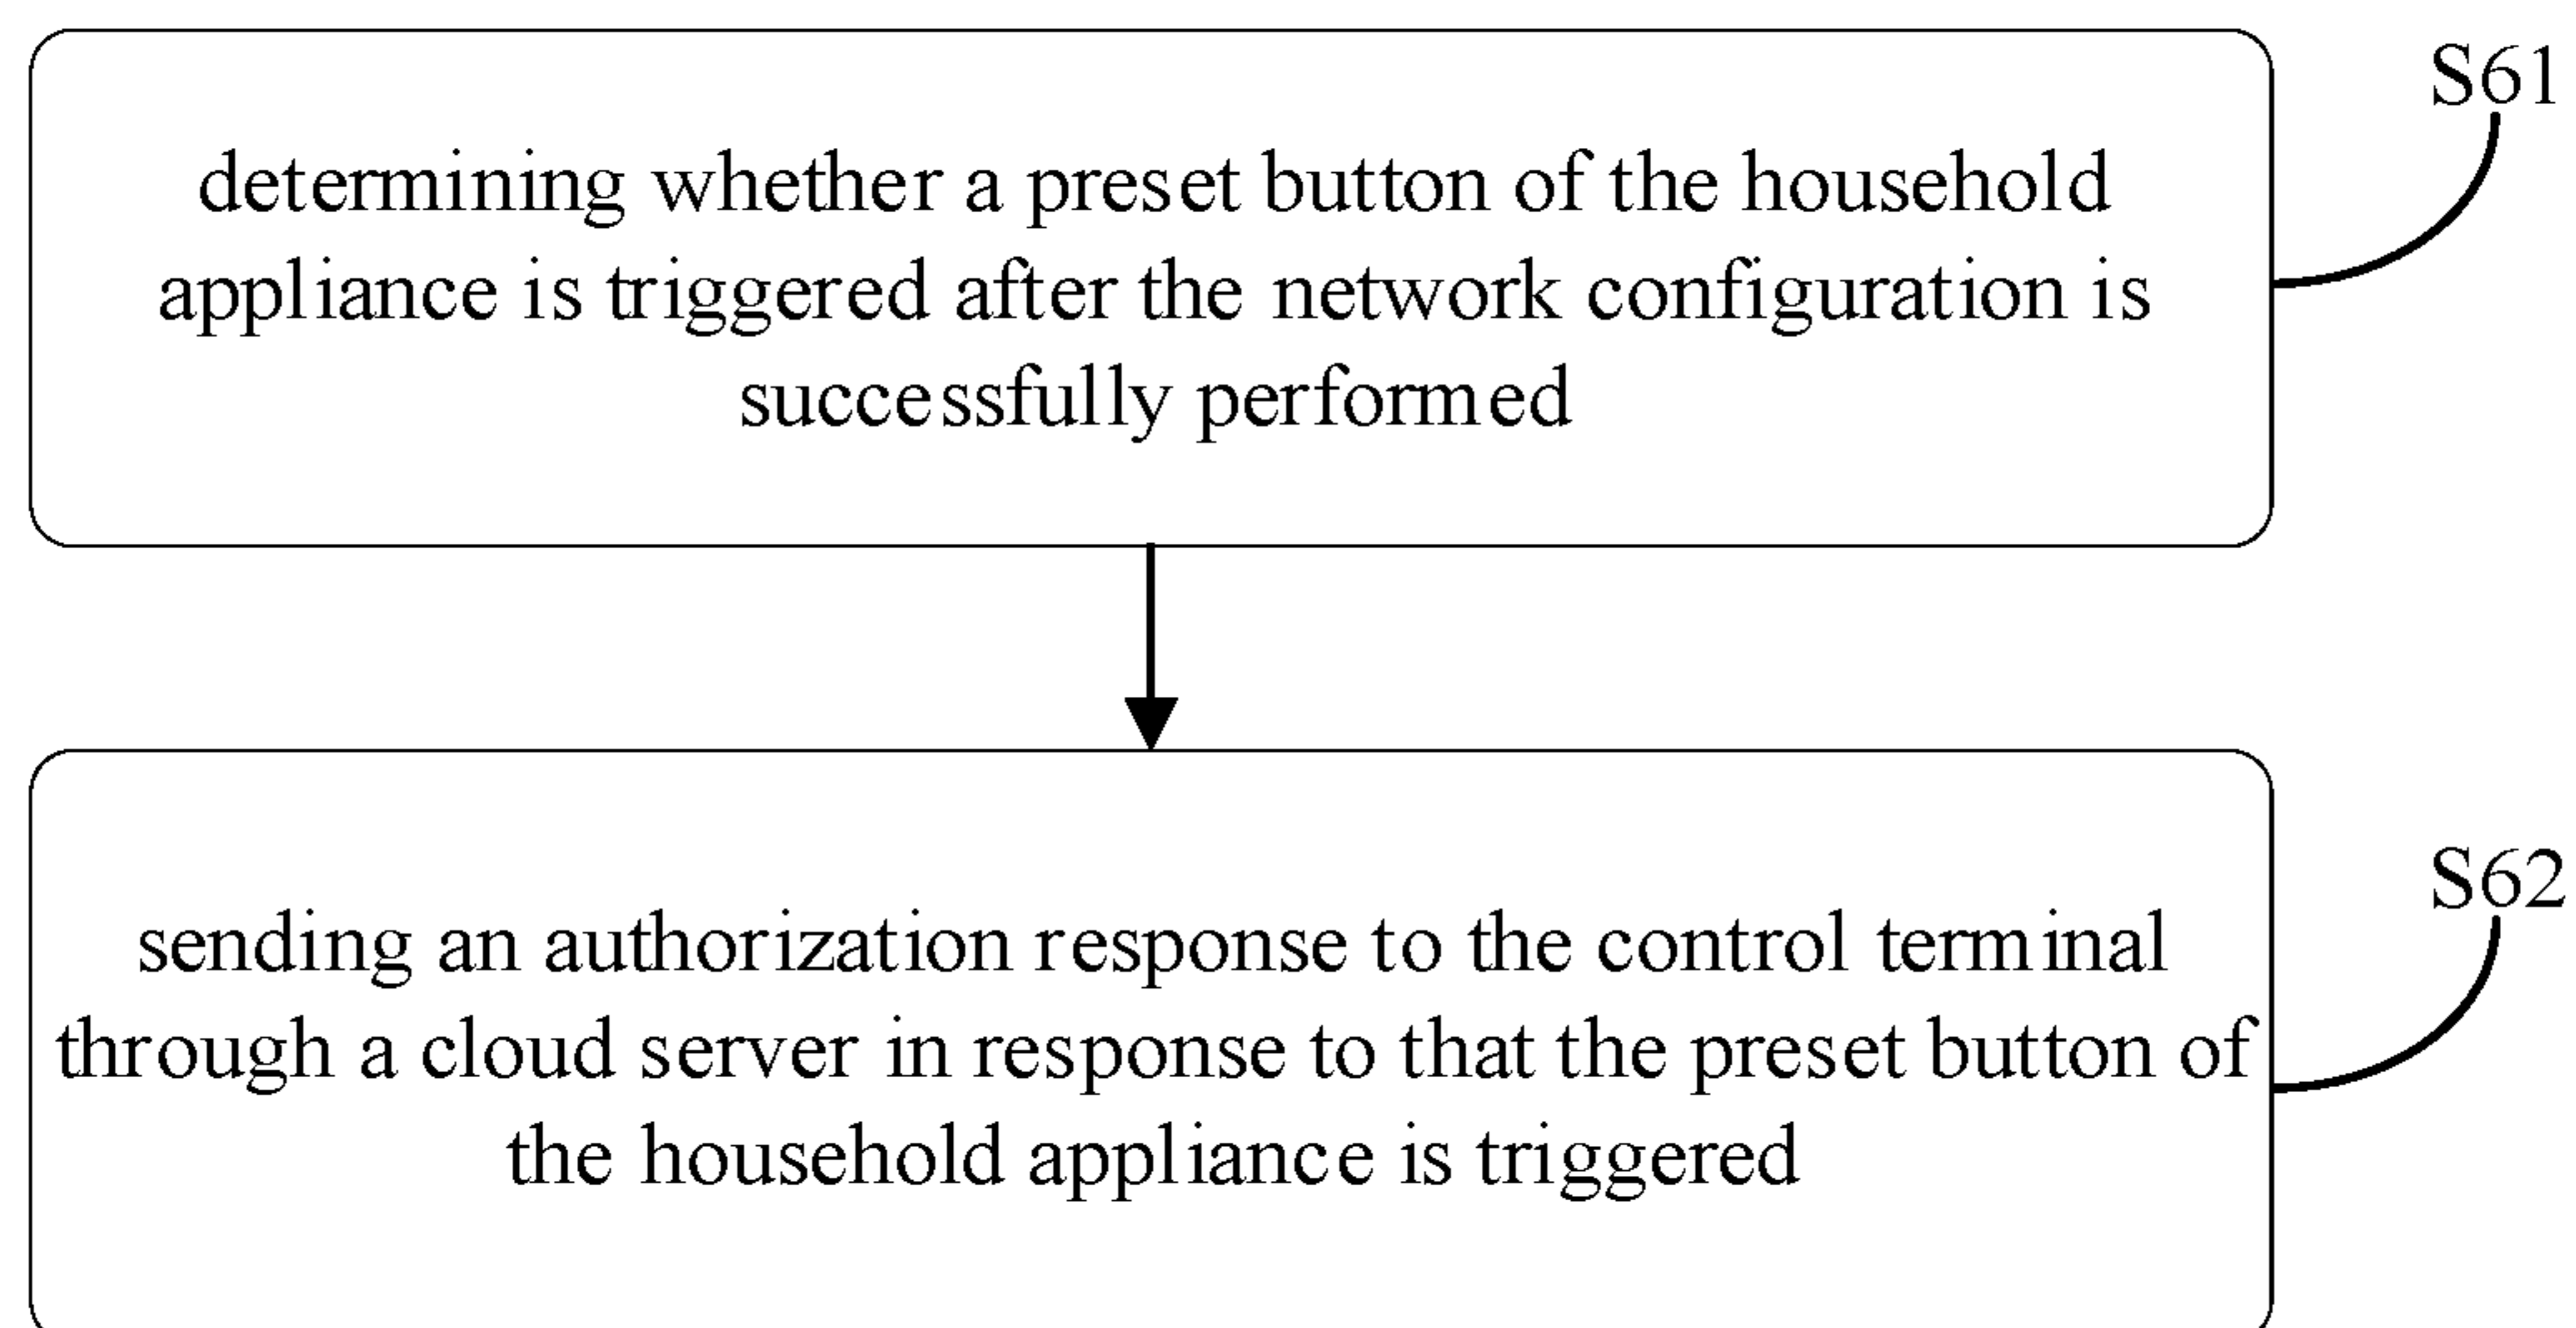 S61
determining whether a preset button of the household
appliance is triggered after the network configuration is
successfully performed
S62
sending an authorization response to the control terminal
through a cloud server in response to that the preset button of
the household appliance is triggered